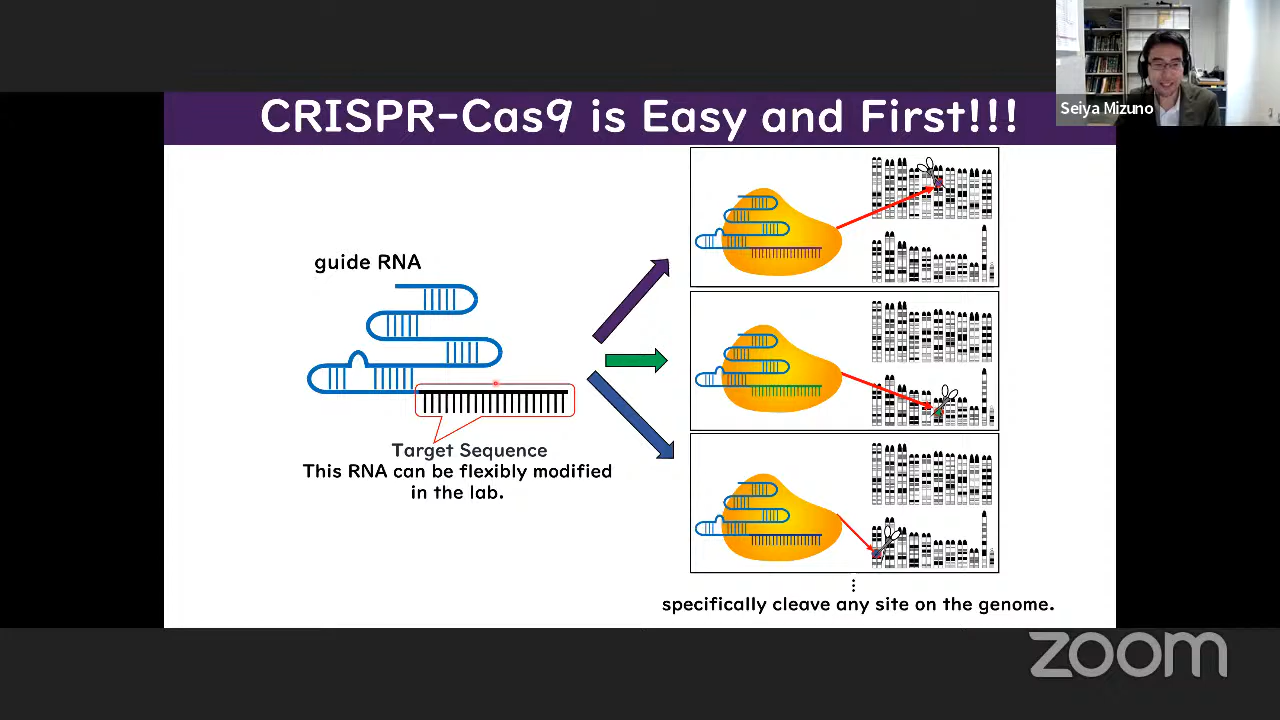 CRISPR-Cas9 is Easy and First!!!
Seiya Mizuno
guide RNA
Target Sequence
This RNA can be flexibly modified
in the lab.
specifically cleave any site on the genome.
zoom